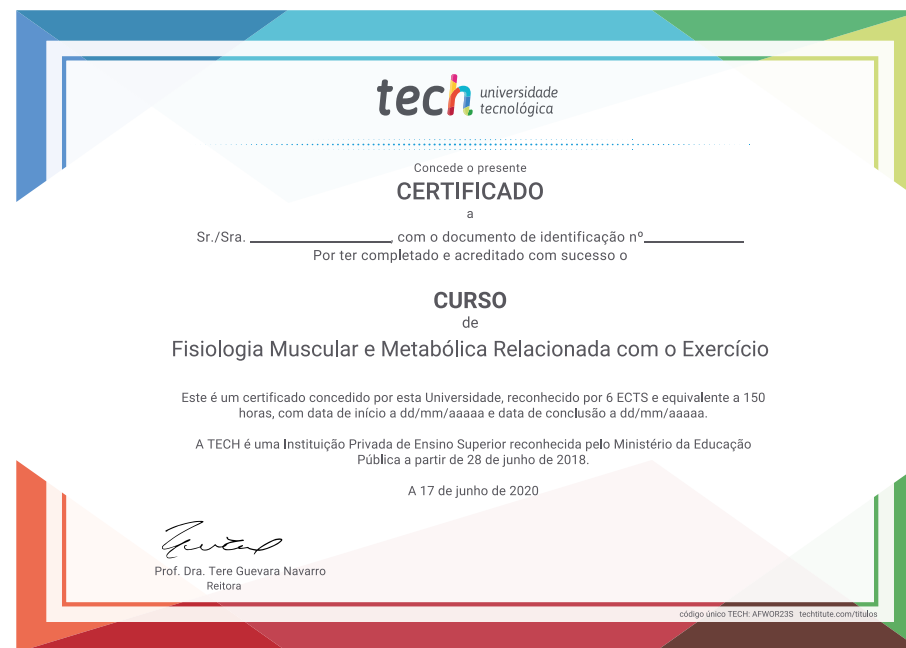 tech universidade
tecnológica
Concede o presente
CERTIFICADO
a
Sr./Sra. ____________, com o documento de identificação nº____________
Por ter completado e acreditado com sucesso o
CURSO
de
Fisiologia Muscular e Metabólica Relacionada com o Exercício
Este é um certificado concedido por esta Universidade, reconhecido por 6 ECTS e equivalente a 150
horas, com data de início a dd/mm/aaaaa e data de conclusão a dd/mm/aaaaa.
A TECH é uma Instituição Privada de Ensino Superior reconhecida pelo Ministério da Educação
Pública a partir de 28 de junho de 2018.
A 17 de junho de 2020
Prof. Dra. Tere Guevara Navarro
Reitora
código único TECH: AFWOR23S techtitute.com/titulos